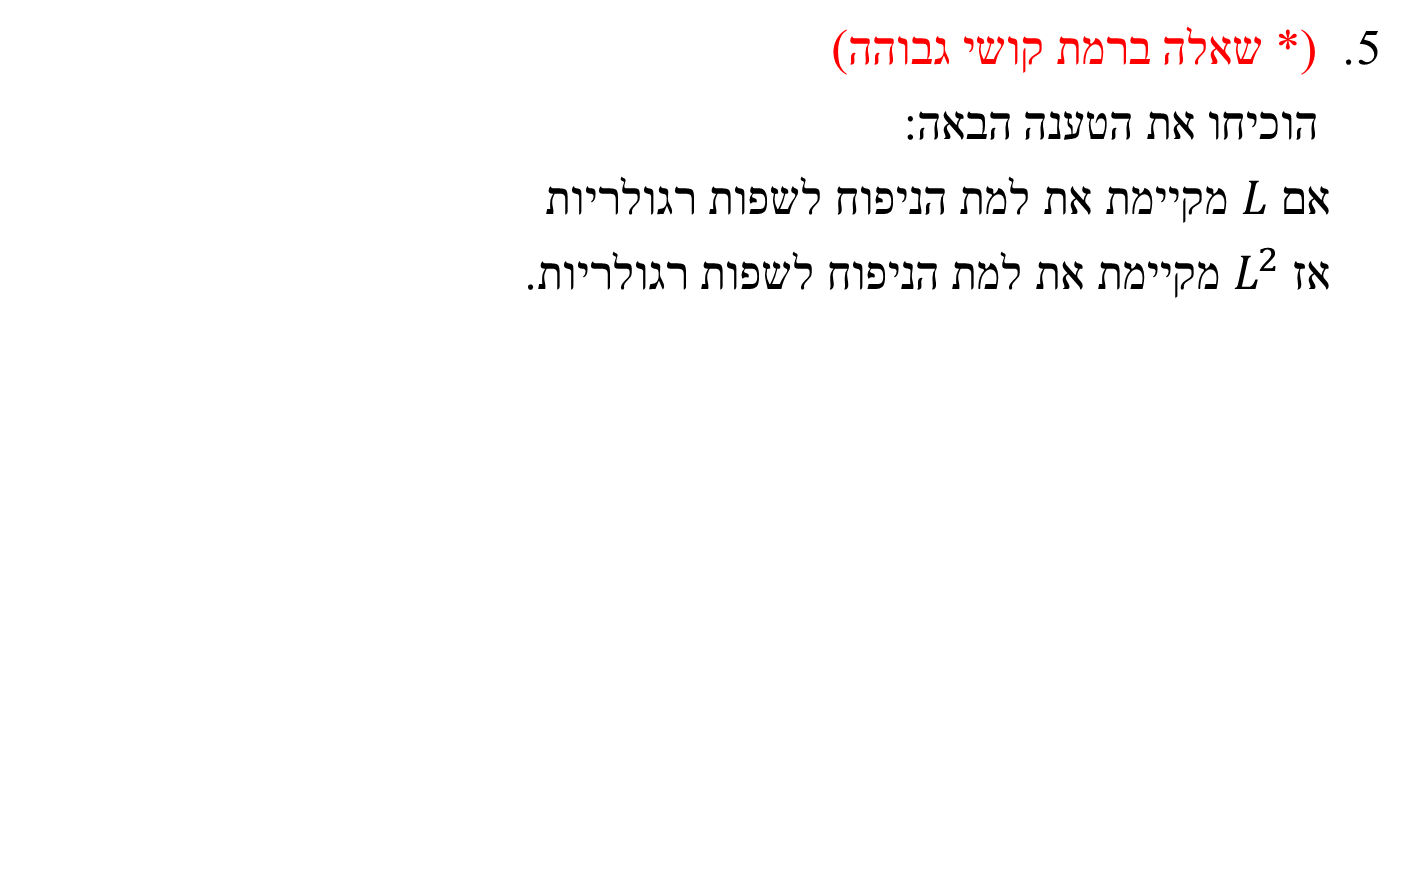 5. (* שאלה ברמת קושי גבוהה)
הוכיחו את הטענה הבאה:
אם L מקיימת את למת הניפוח לשפות רגולריות
אז L² מקיימת את למת הניפוח לשפות רגולריות.